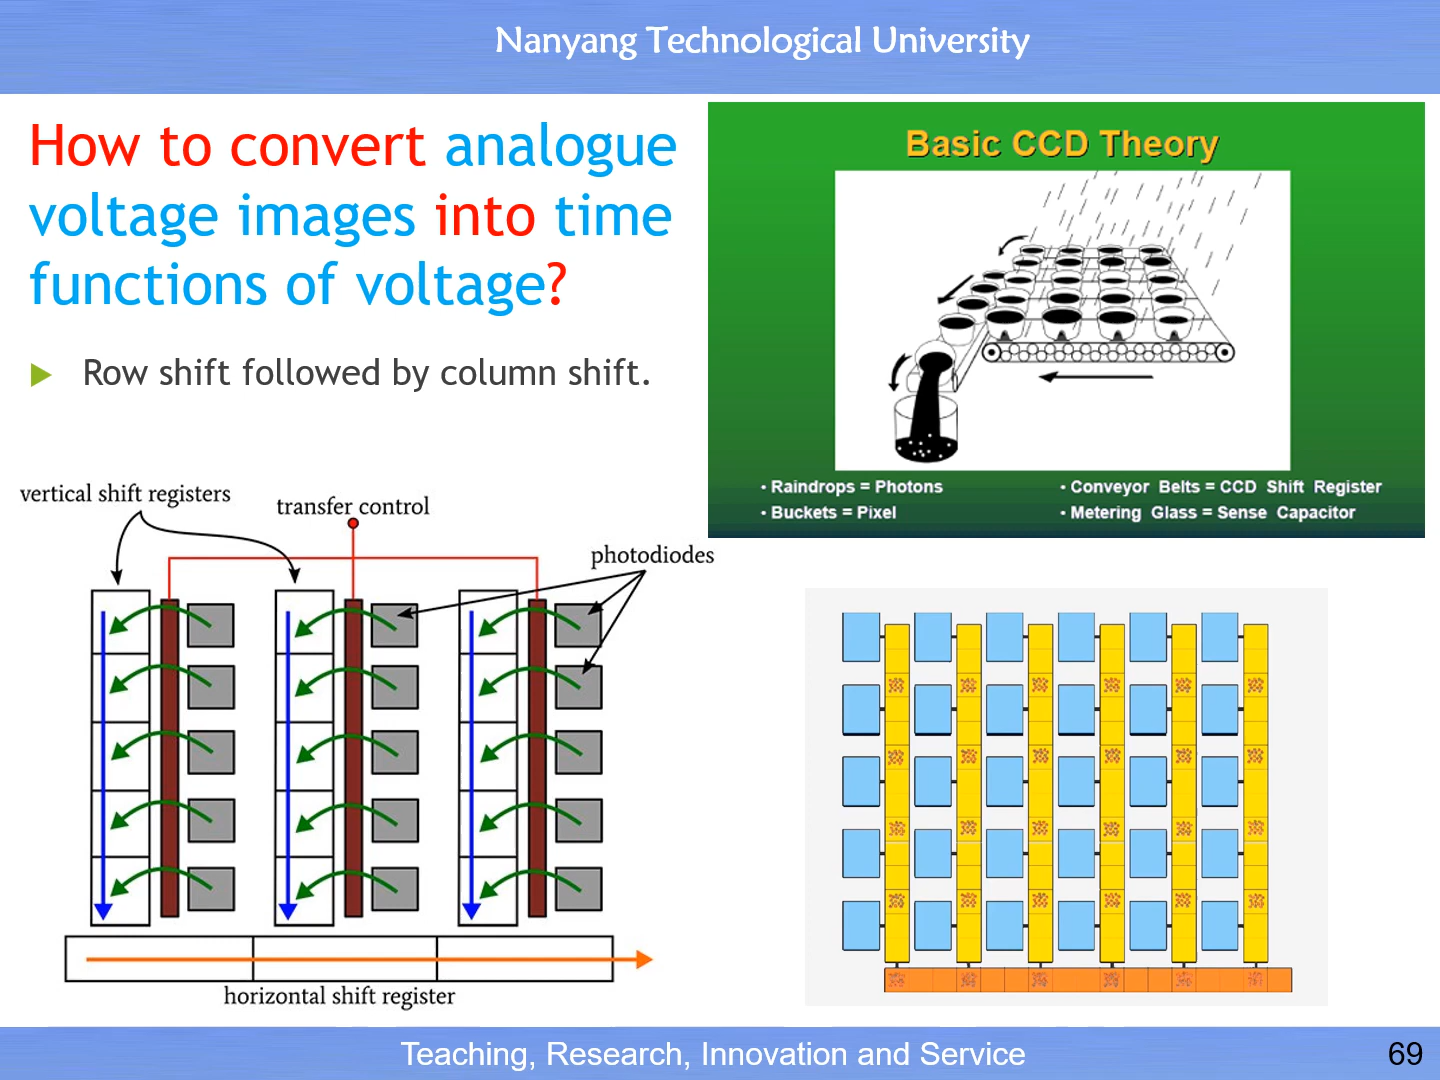 Nanyang Technological University
How to convert analogue
voltage images into time
functions of voltage?
Row shift followed by column shift.
Basic CCD Theory
• Raindrops = Photons
• Buckets = Pixel
• Conveyor Belts = CCD Shift Register
• Metering Glass = Sense Capacitor
vertical shift registers
transfer control
photodiodes
horizontal shift register
Teaching, Research, Innovation and Service
69